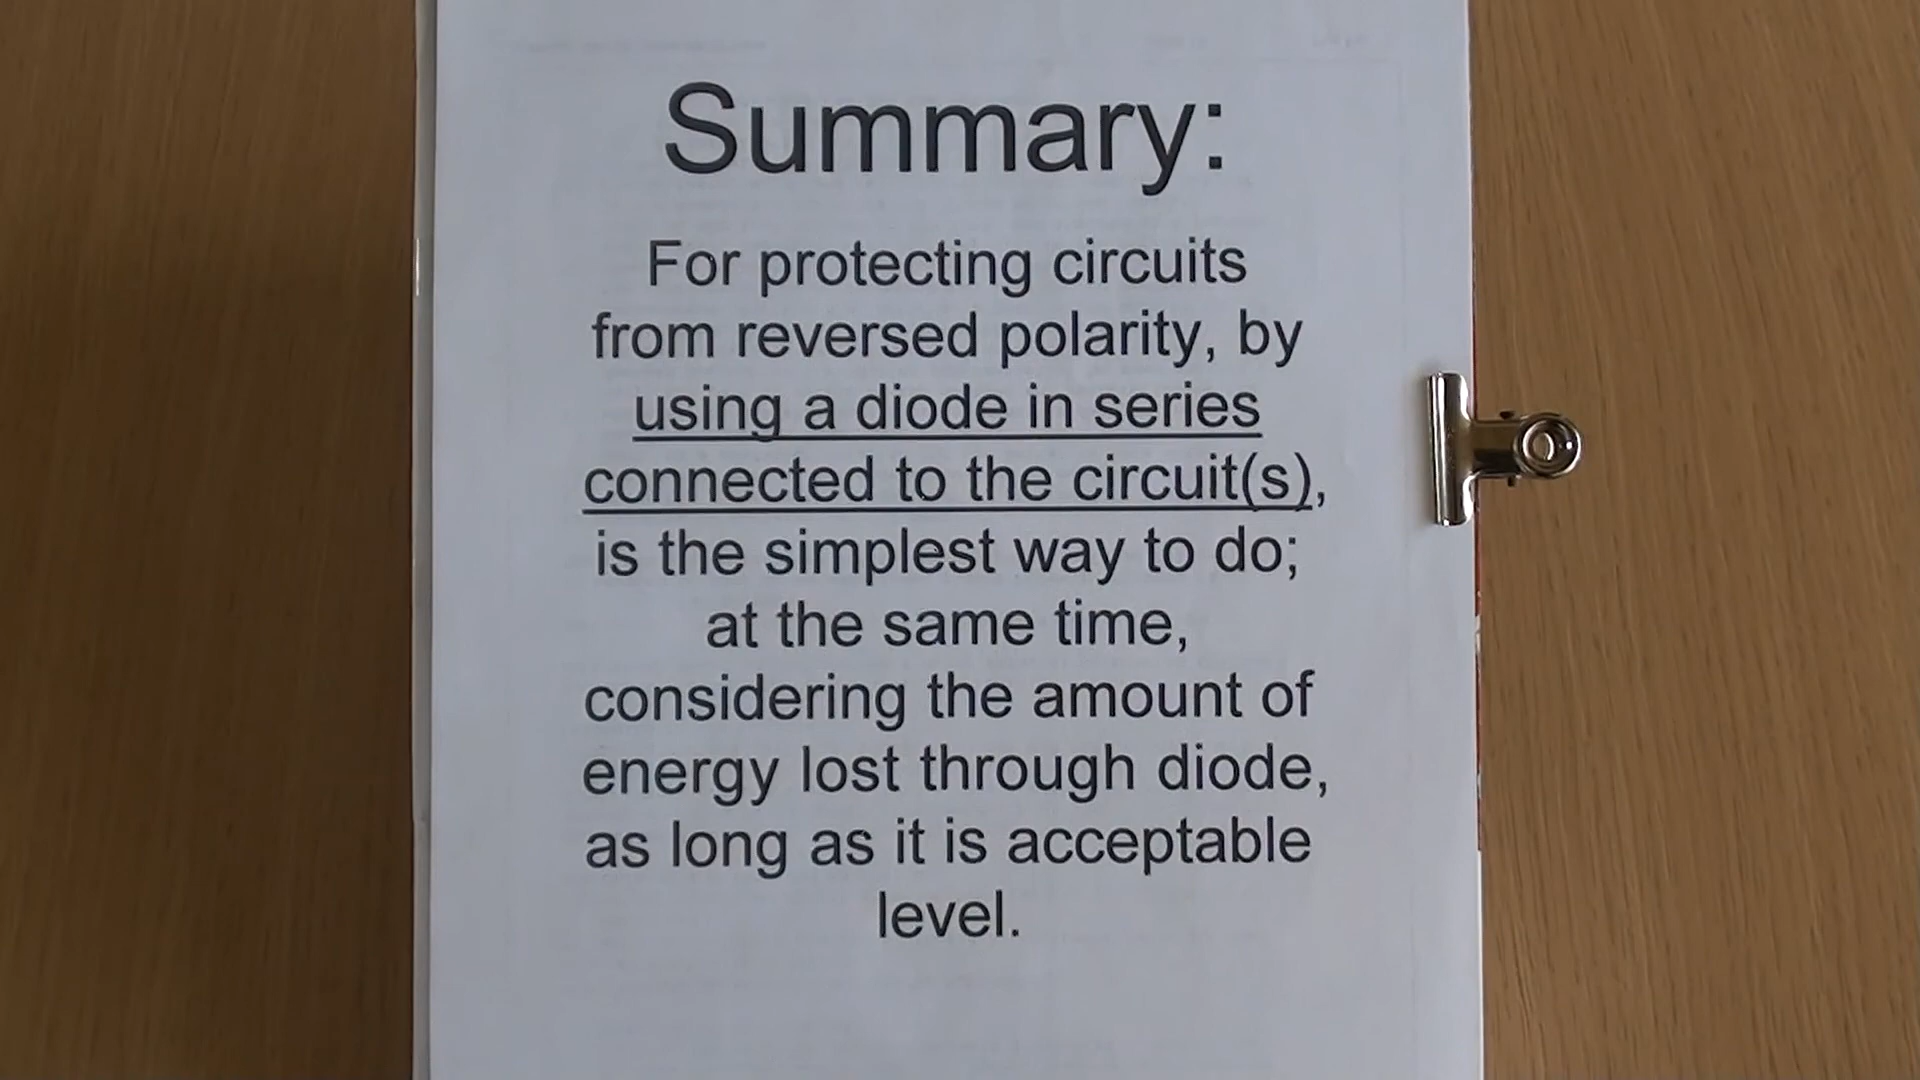 Summary:
For protecting circuits
from reversed polarity, by
using a diode in series
connected to the circuit(s),
is the simplest way to do;
at the same time,
considering the amount of
energy lost through diode,
as long as it is acceptable
level.